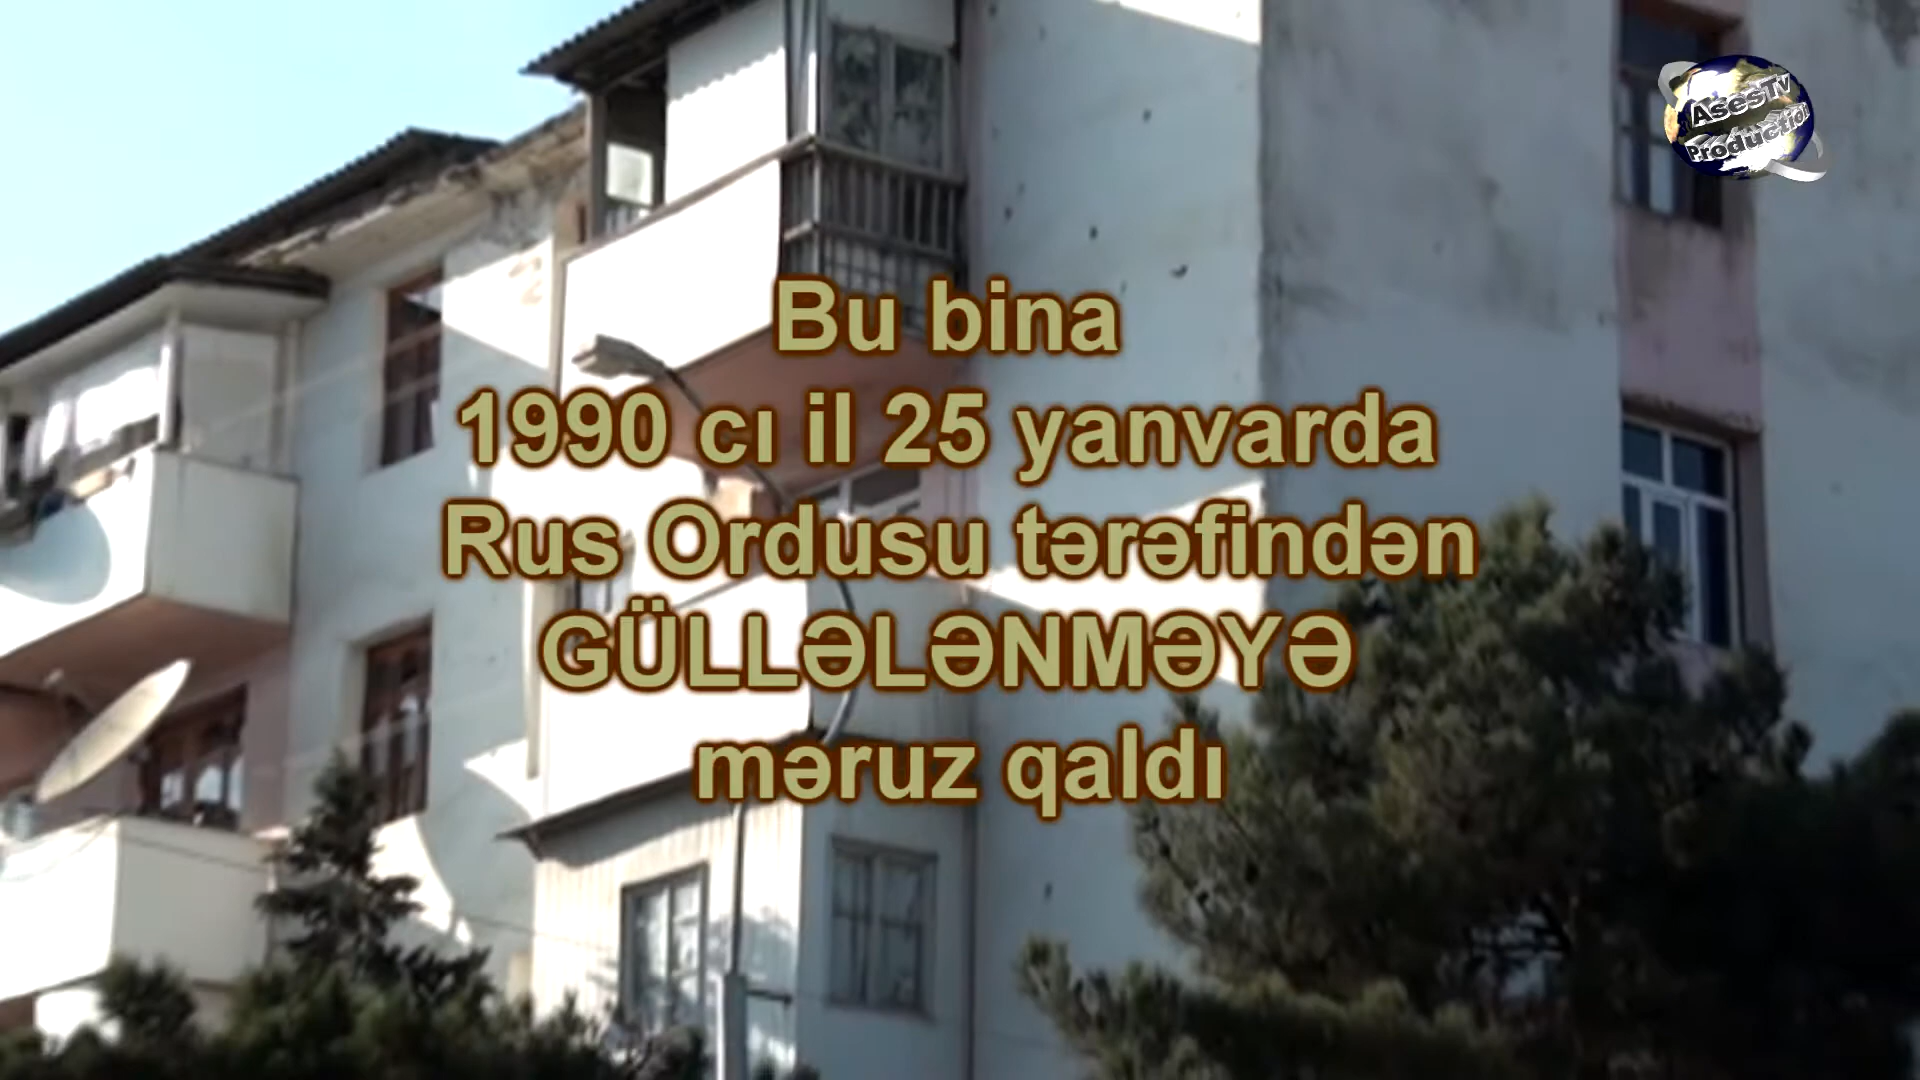 AsesTv
Production
Bu bina
1990 cı il 25 yanvarda
Rus Ordusu tərəfindən
GÜLLƏLƏNMƏYƏ
məruz qaldı